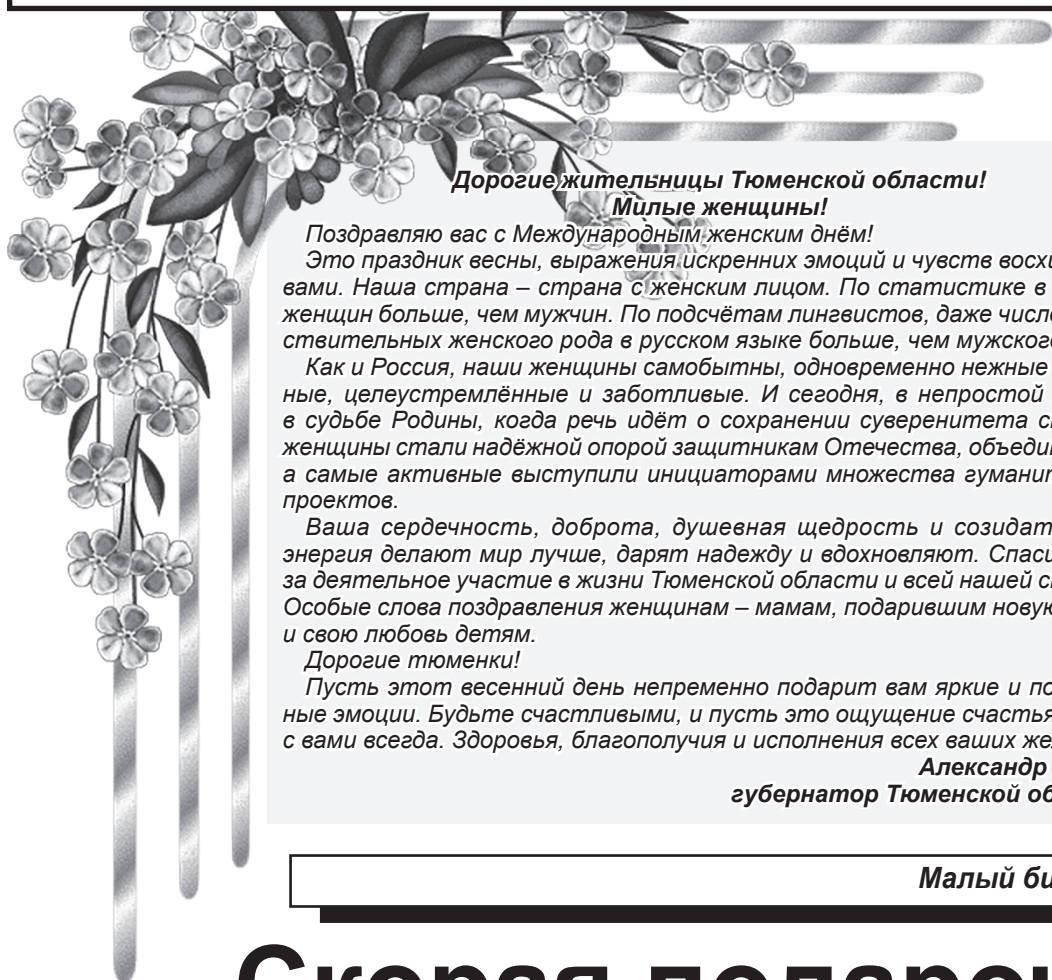 Дорогие жительницы Тюменской области!
Милые женщины!
Поздравляю вас с Международным женским днём!
Это праздник весны, выражения искренних эмоций и чувств восхи
вами. Наша страна – страна с женским лицом. По статистике в
женщин больше, чем мужчин. По подсчётам лингвистов, даже числ
ствительных женского рода в русском языке больше, чем мужского
Как и Россия, наши женщины самобытны, одновременно нежные
ные, целеустремлённые и заботливые. И сегодня, в непростой
в судьбе Родины, когда речь идёт о сохранении суверенитета с
женщины стали надёжной опорой защитникам Отечества, объеди
а самые активные выступили инициаторами множества гумани
проектов.
Ваша сердечность, доброта, душевная щедрость и созидат
энергия делают мир лучше, дарят надежду и вдохновляют. Спаси
за деятельное участие в жизни Тюменской области и всей нашей с
Особые слова поздравления женщинам – мамам, подарившим новую
и свою любовь детям.
Дорогие тюменки!
Пусть этот весенний день непременно подарит вам яркие и по
ные эмоции. Будьте счастливыми, и пусть это ощущение счастья
с вами всегда. Здоровья, благополучия и исполнения всех ваших же
Александр
губернатор Тюменской об
Малый би
Скорая подаро